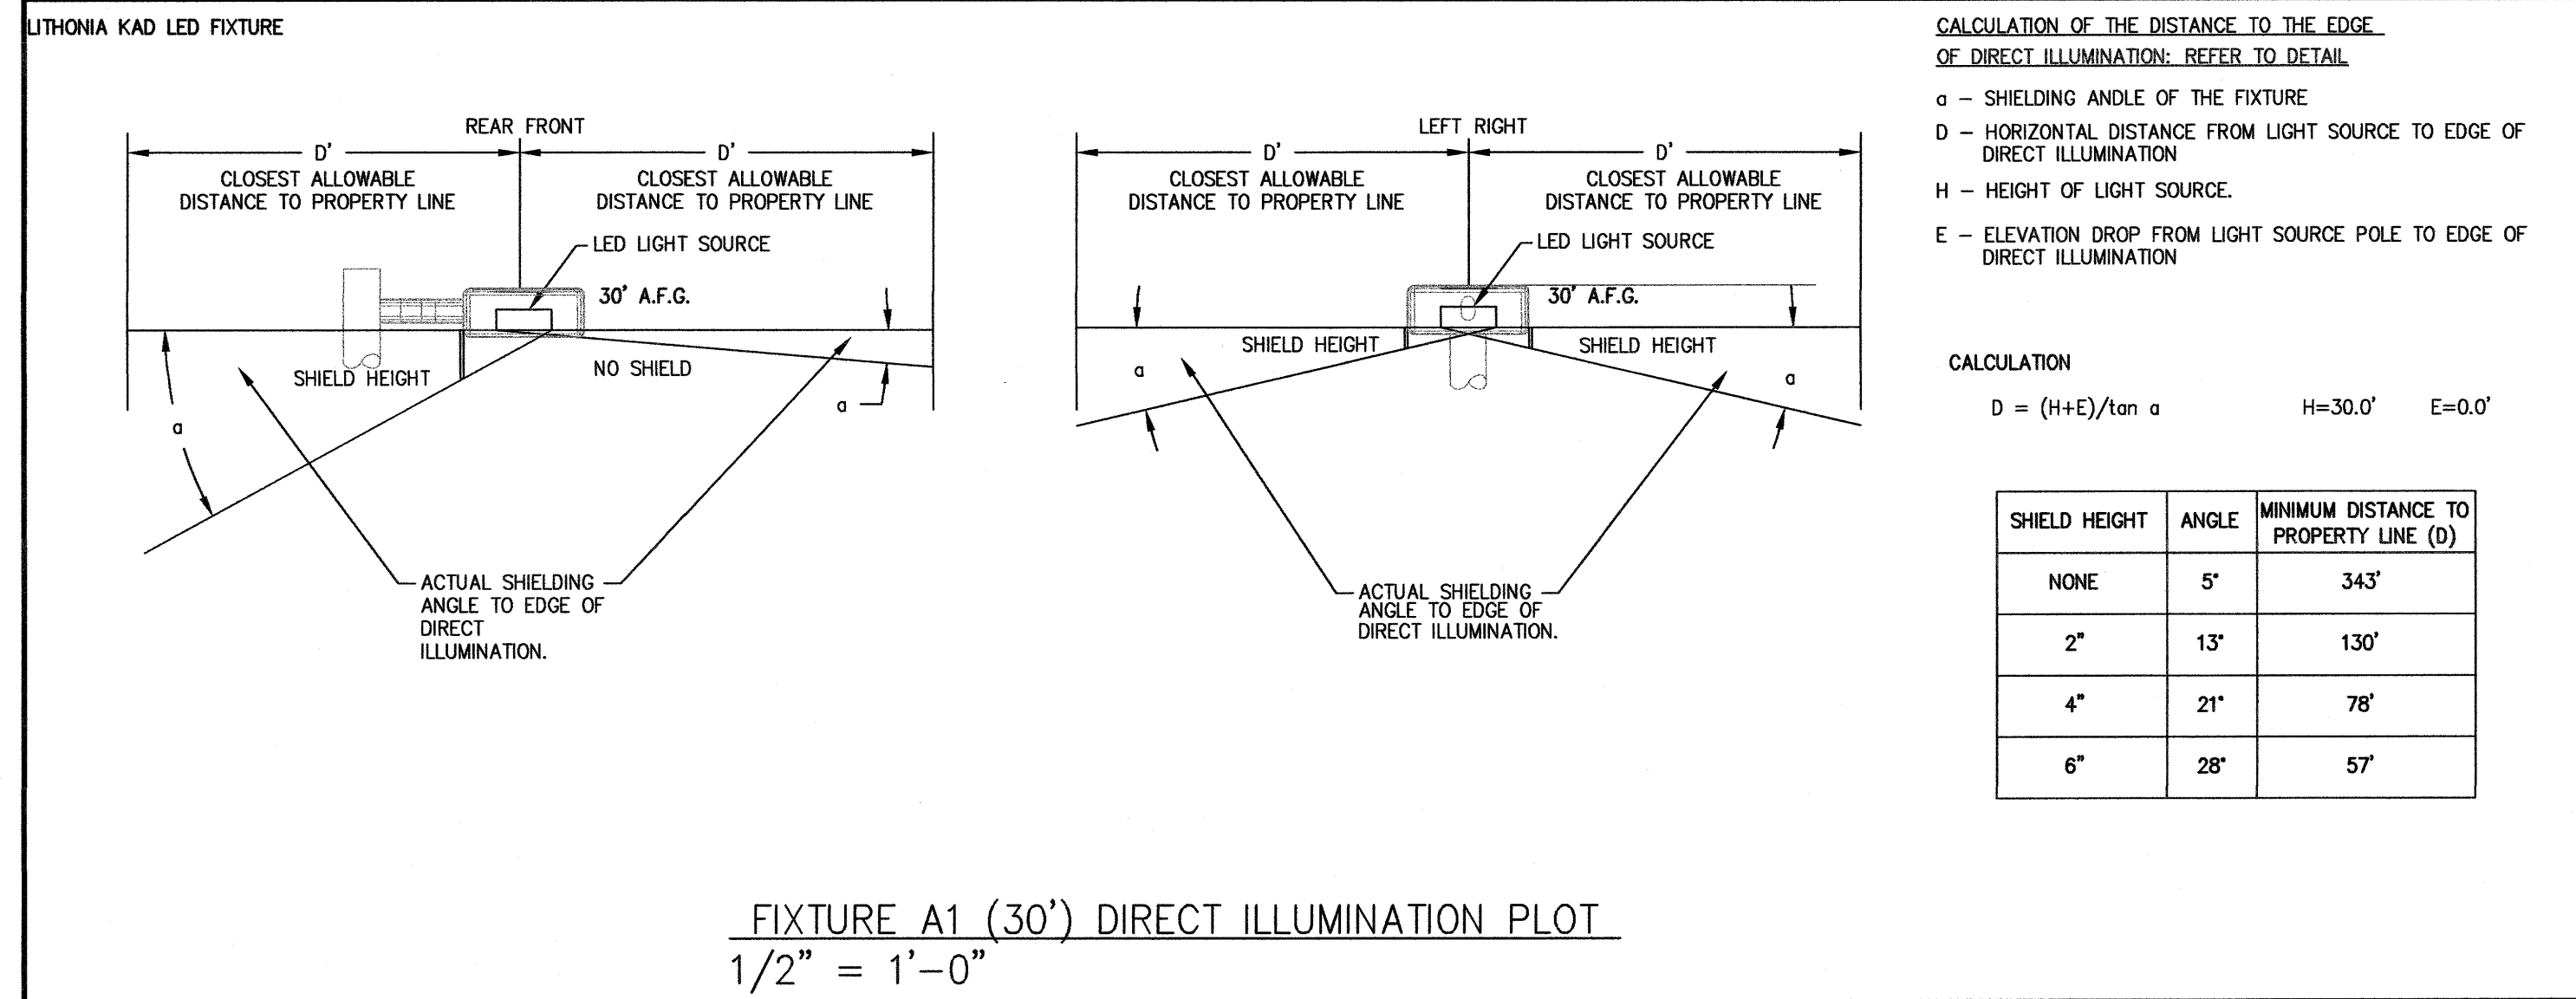 LITHONIA KAD LED FIXTURE
REAR FRONT
D' D'
CLOSEST ALLOWABLE
DISTANCE TO PROPERTY LINE
CLOSEST ALLOWABLE
DISTANCE TO PROPERTY LINE
LED LIGHT SOURCE
30' A.F.G.
SHIELD HEIGHT
NO SHIELD
a
a
ACTUAL SHIELDING
ANGLE TO EDGE OF
DIRECT
ILLUMINATION.
LEFT RIGHT
D' D'
CLOSEST ALLOWABLE
DISTANCE TO PROPERTY LINE
CLOSEST ALLOWABLE
DISTANCE TO PROPERTY LINE
LED LIGHT SOURCE
30' A.F.G.
SHIELD HEIGHT
SHIELD HEIGHT
a
a
ACTUAL SHIELDING
ANGLE TO EDGE OF
DIRECT ILLUMINATION.
CALCULATION OF THE DISTANCE TO THE EDGE
OF DIRECT ILLUMINATION: REFER TO DETAIL
a – SHIELDING ANDLE OF THE FIXTURE
D – HORIZONTAL DISTANCE FROM LIGHT SOURCE TO EDGE OF
DIRECT ILLUMINATION
H – HEIGHT OF LIGHT SOURCE.
E – ELEVATION DROP FROM LIGHT SOURCE POLE TO EDGE OF
DIRECT ILLUMINATION
CALCULATION
D = (H+E)/tan a H=30.0' E=0.0'
SHIELD HEIGHT ANGLE MINIMUM DISTANCE TO
PROPERTY LINE (D)
NONE 5° 343'
2" 13° 130'
4" 21° 78'
6" 28° 57'
FIXTURE A1 (30') DIRECT ILLUMINATION PLOT
1/2" = 1'–0"